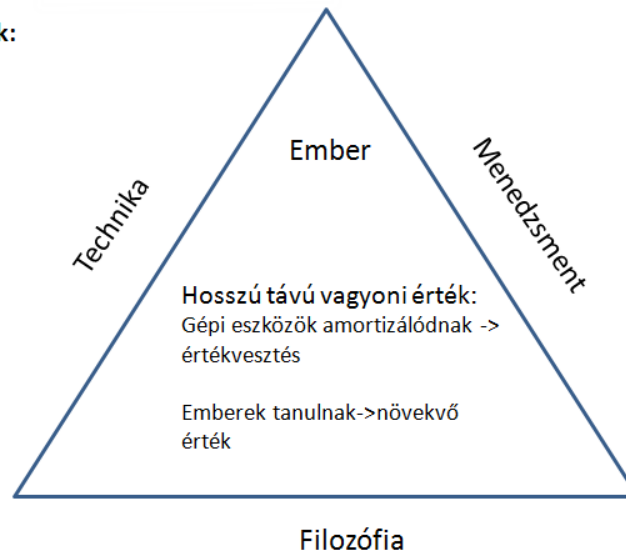 k:
Ember
Technika
Menedzsment
Hosszú távú vagyoni érték:
Gépi eszközök amortizálódnak ->
értékvesztés
Emberek tanulnak->növekvő
érték
Filozófia